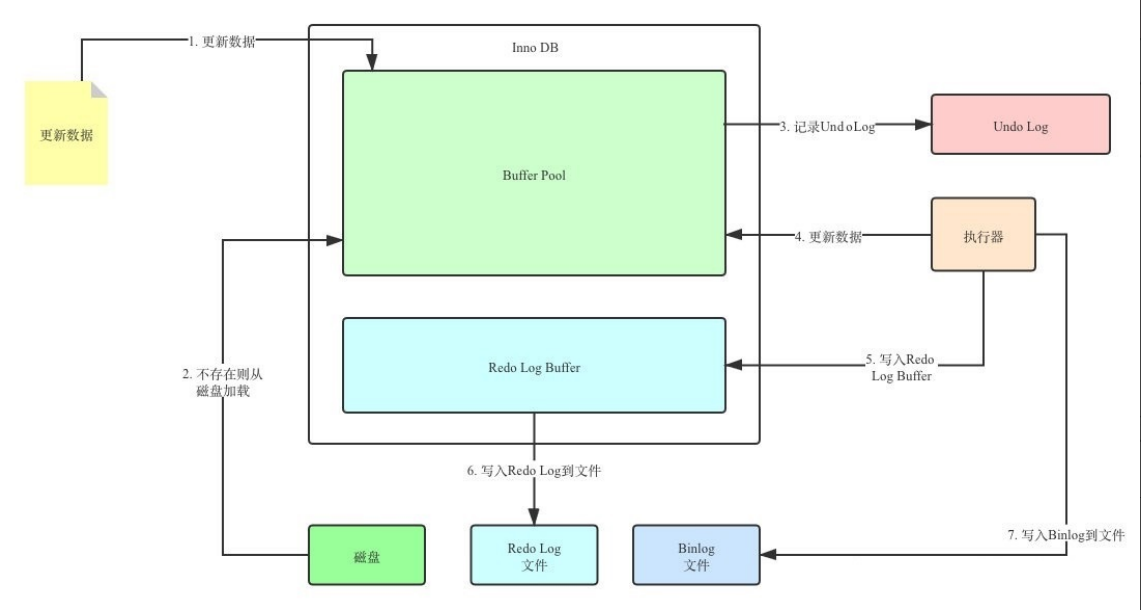 1. 更新数据
Inno DB
更新数据
Buffer Pool
3. 记录UndoLog
Undo Log
4. 更新数据
执行器
2. 不存在则从
磁盘加载
Redo Log Buffer
5. 写入Redo
Log Buffer
6. 写入Redo Log到文件
7. 写入Binlog到文件
磁盘
Redo Log
文件
Binlog
文件